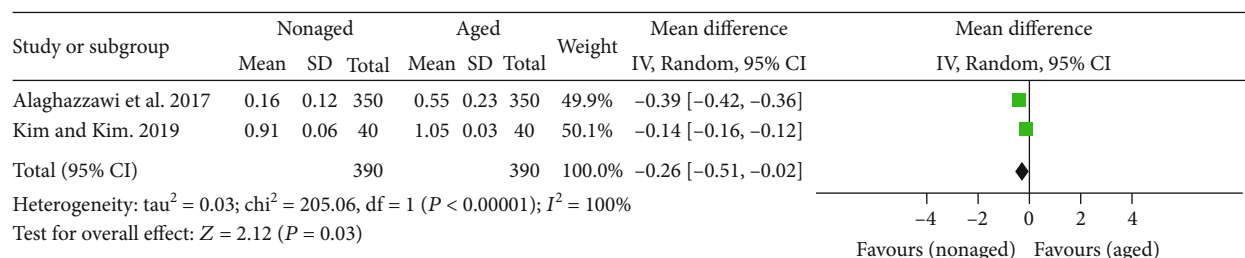 Study or subgroup Nonaged Aged Weight Mean difference Mean difference
Mean SD Total Mean SD Total IV, Random, 95% CI IV, Random, 95% CI
Alaghazzawi et al. 2017 0.16 0.12 350 0.55 0.23 350 49.9% −0.39 [−0.42, −0.36]
Kim and Kim. 2019 0.91 0.06 40 1.05 0.03 40 50.1% −0.14 [−0.16, −0.12]
Total (95% CI) 390 390 100.0% −0.26 [−0.51, −0.02]
Heterogeneity: tau² = 0.03; chi² = 205.06, df = 1 (P < 0.00001); I² = 100%
Test for overall effect: Z = 2.12 (P = 0.03)
−4 −2 0 2 4
Favours (nonaged) Favours (aged)